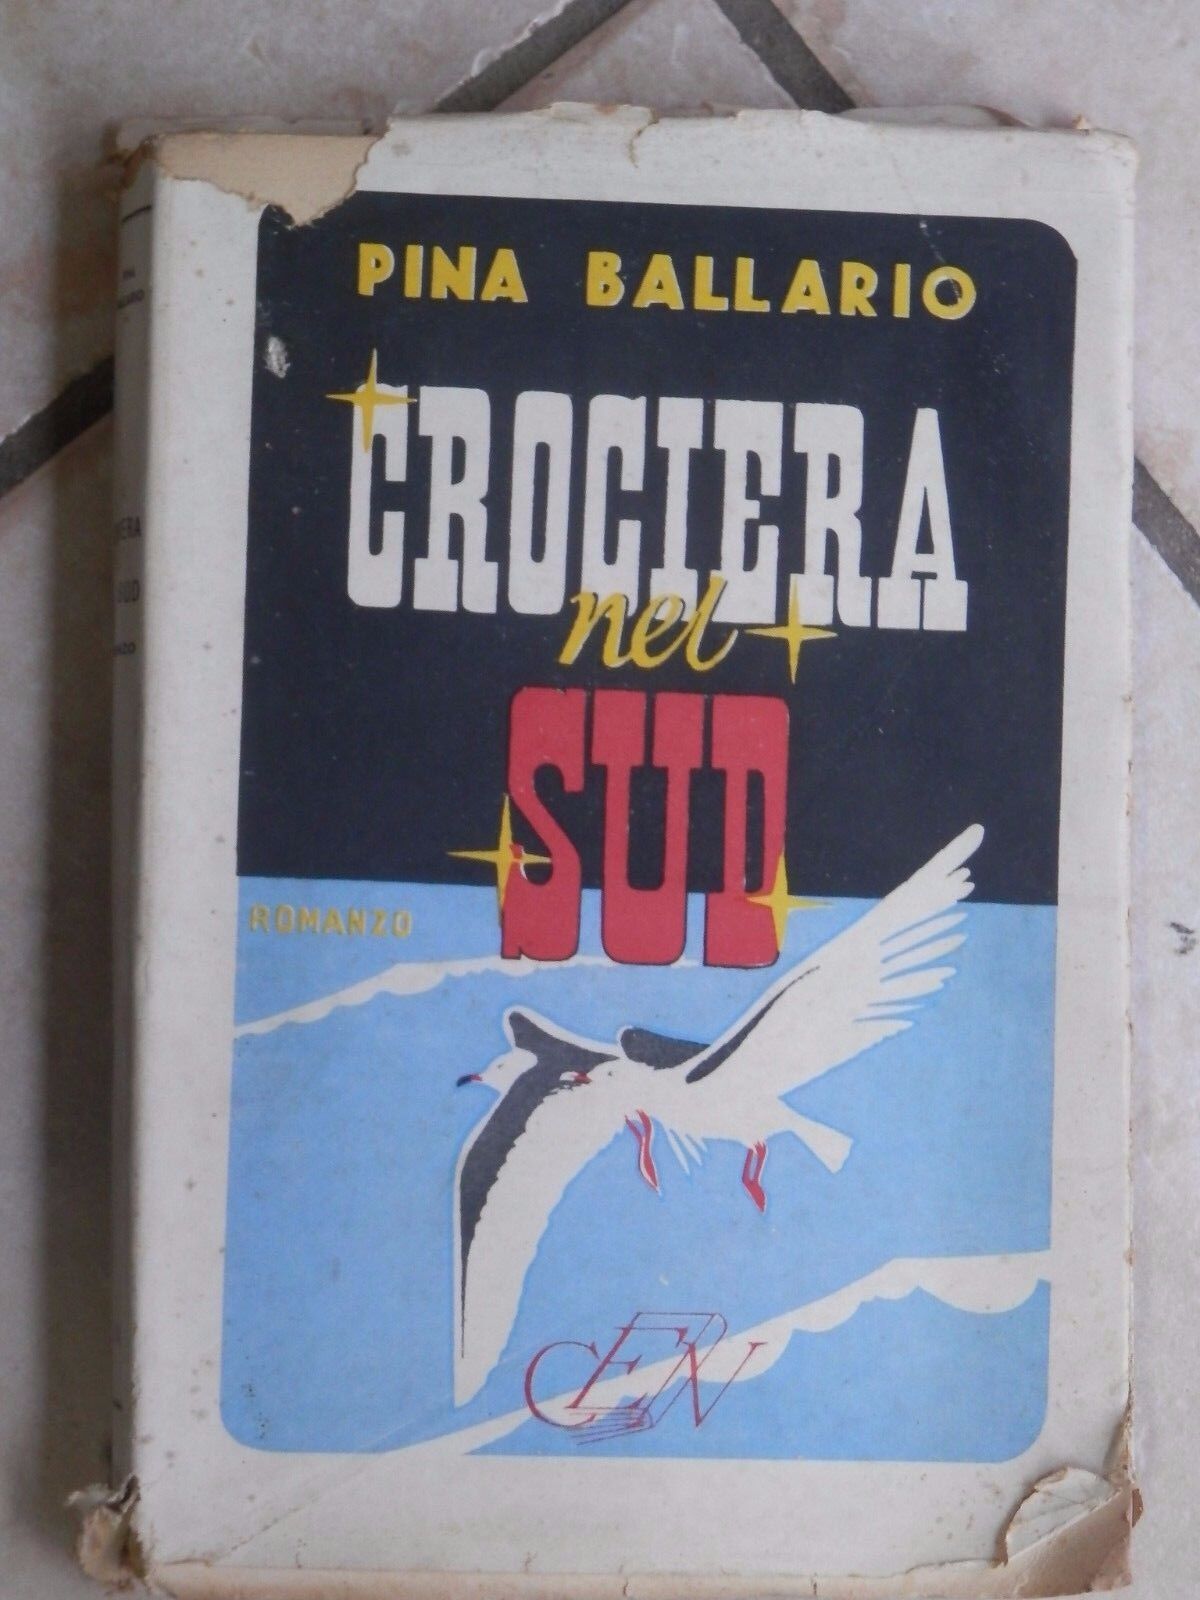 PINA BALLARIO
CROCIERA
nel
SUD
ROMANZO
CEN